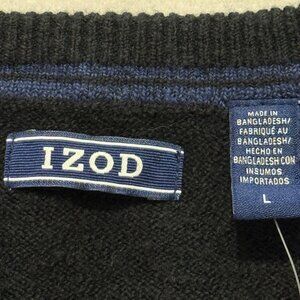 IZOD
MADE IN
BANGLADESH/
FABRIQUÉ AU
BANGLADESH/
HECHO EN
BANGLADESH CON
INSUMOS
IMPORTADOS
L